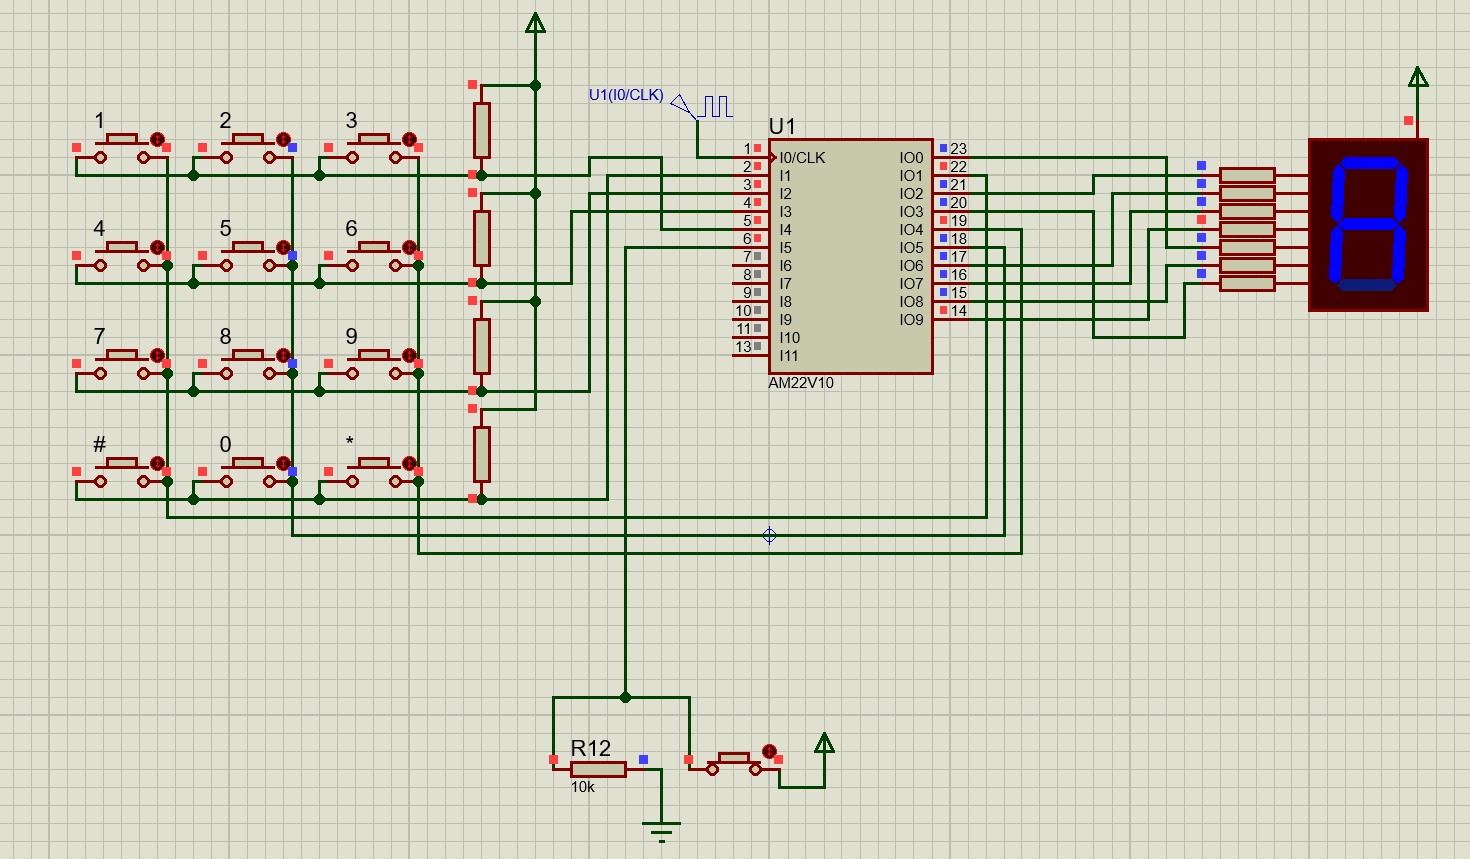 U1(I0/CLK)
1 2 3
4 5 6
7 8 9
# 0 *
U1
1 I0/CLK IO0 23
2 I1 IO1 22
3 I2 IO2 21
4 I3 IO3 20
5 I4 IO4 19
6 I5 IO5 18
7 I6 IO6 17
8 I7 IO7 16
9 I8 IO8 15
10 I9 IO9 14
11 I10
13 I11
AM22V10
R12
10k